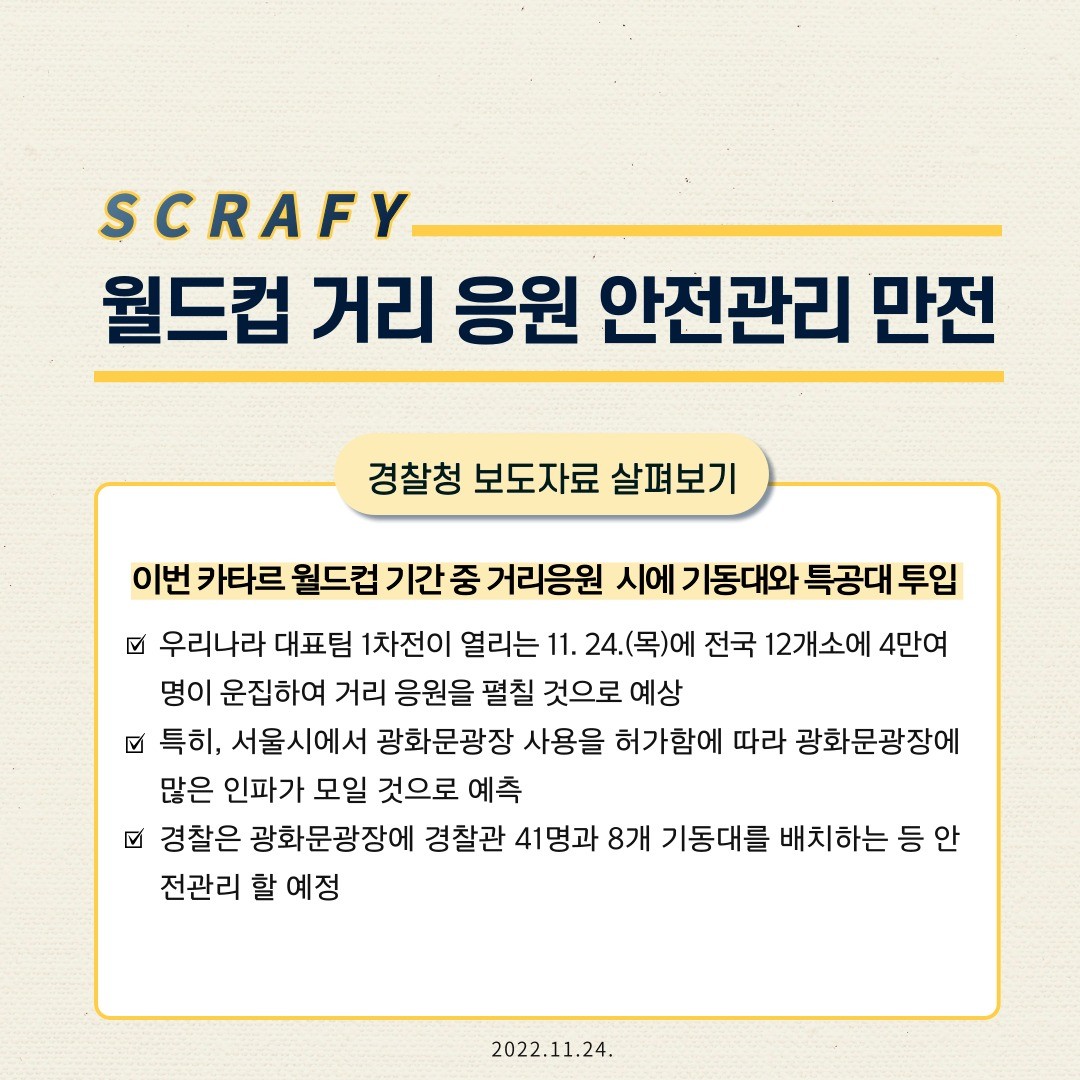 SCRAFY
월드컵 거리 응원 안전관리 만전
경찰청 보도자료 살펴보기
이번 카타르 월드컵 기간 중 거리응원 시에 기동대와 특공대 투입
☑ 우리나라 대표팀 1차전이 열리는 11. 24.(목)에 전국 12개소에 4만여
명이 운집하여 거리 응원을 펼칠 것으로 예상
☑ 특히, 서울시에서 광화문광장 사용을 허가함에 따라 광화문광장에
많은 인파가 모일 것으로 예측
☑ 경찰은 광화문광장에 경찰관 41명과 8개 기동대를 배치하는 등 안
전관리 할 예정
2022.11.24.